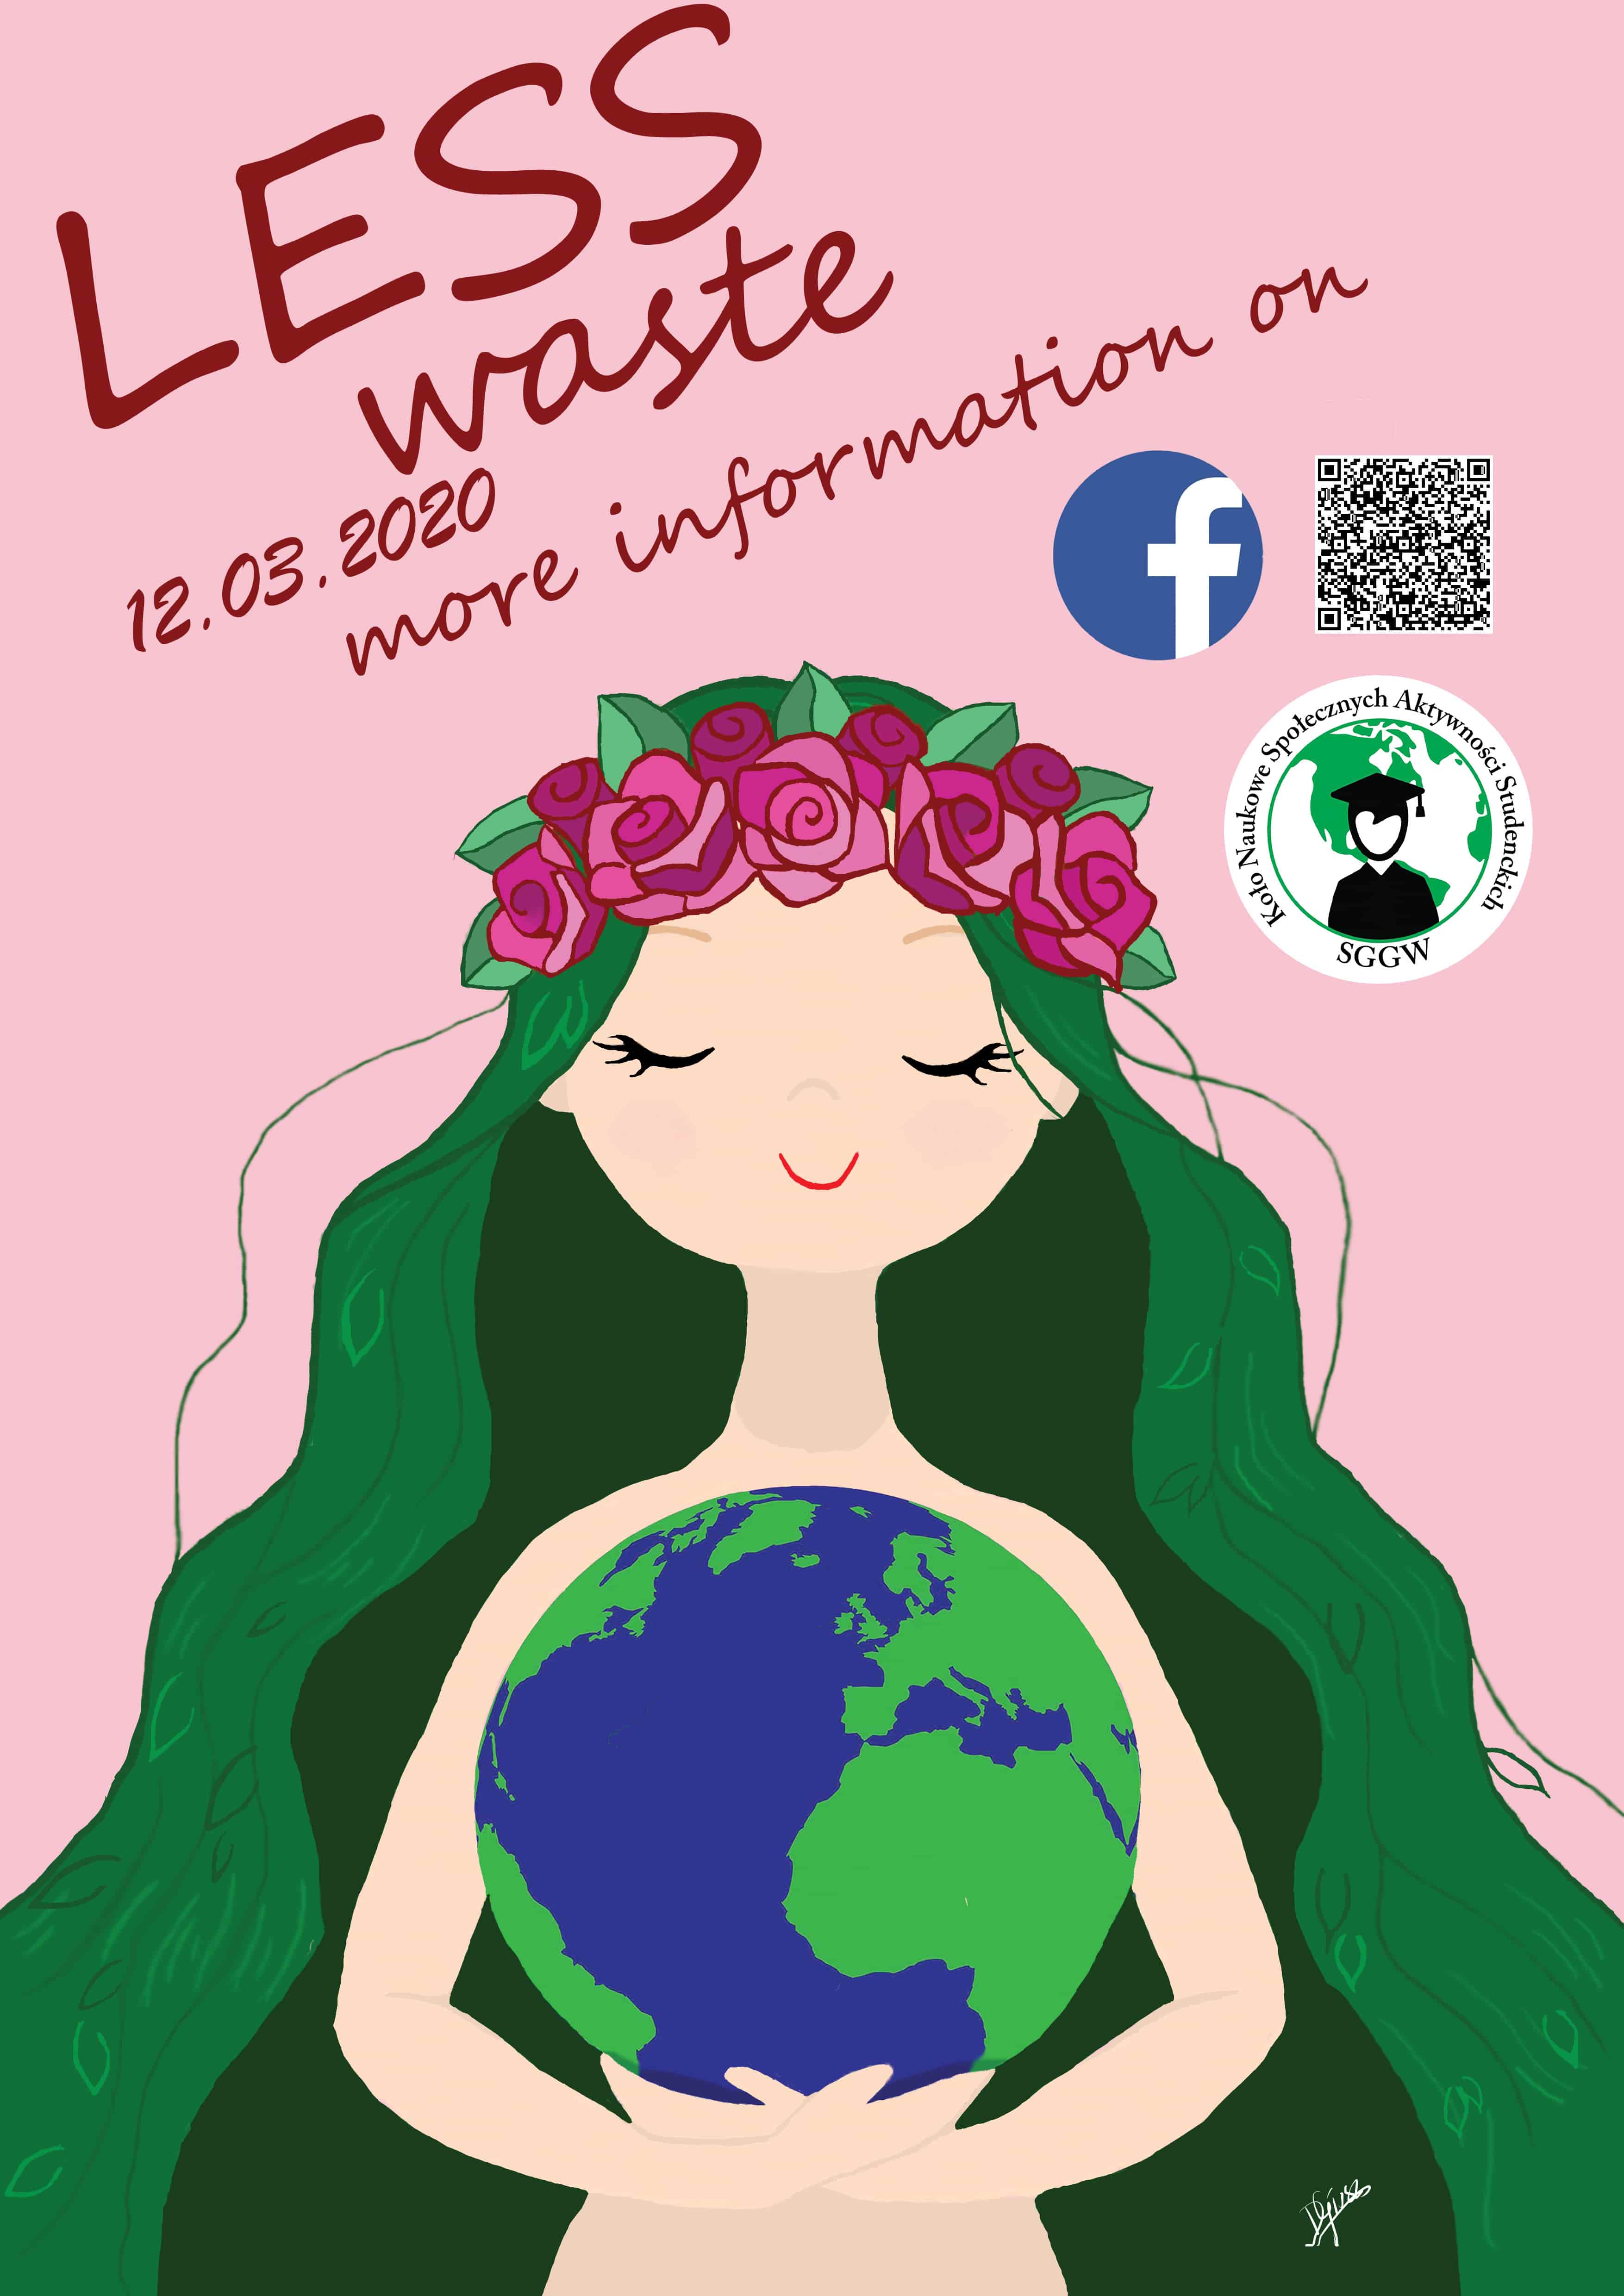 LESS
waste
12.03.2020
more information on
Koło Naukowe Społecznych Aktywności Studenckich
SGGW